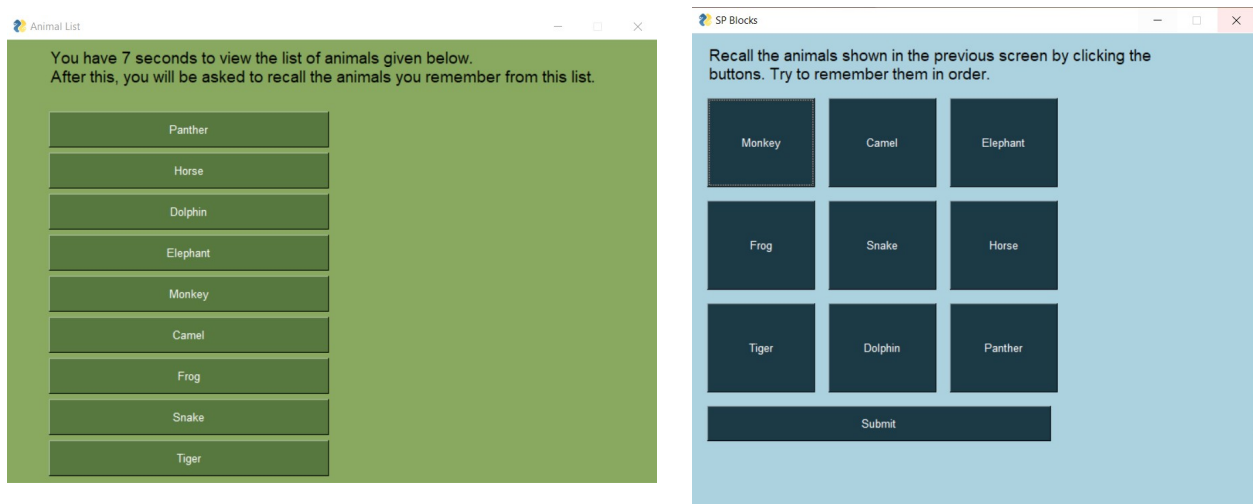 Animal List
You have 7 seconds to view the list of animals given below.
After this, you will be asked to recall the animals you remember from this list.
Panther
Horse
Dolphin
Elephant
Monkey
Camel
Frog
Snake
Tiger
SP Blocks
Recall the animals shown in the previous screen by clicking the
buttons. Try to remember them in order.
Monkey Camel Elephant
Frog Snake Horse
Tiger Dolphin Panther
Submit